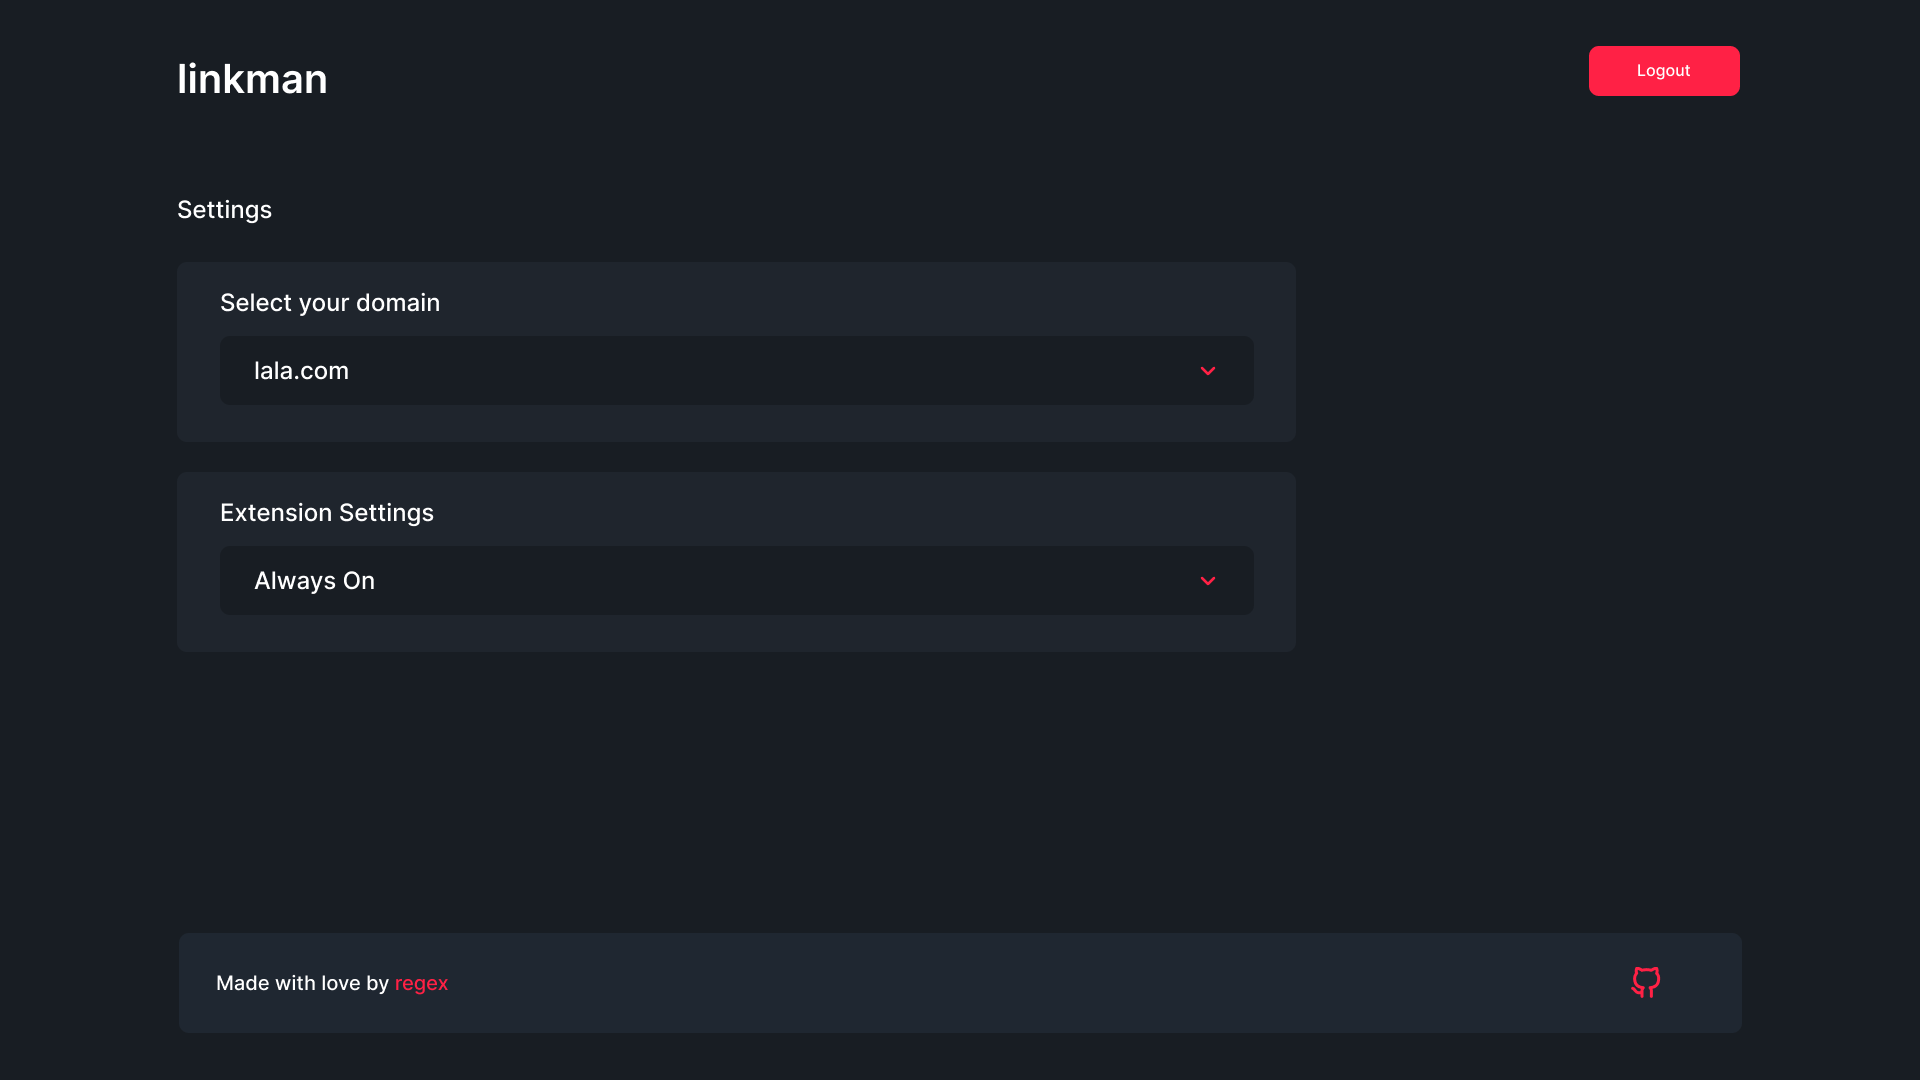 linkman
Logout
Settings
Select your domain
lala.com
Extension Settings
Always On
Made with love by regex